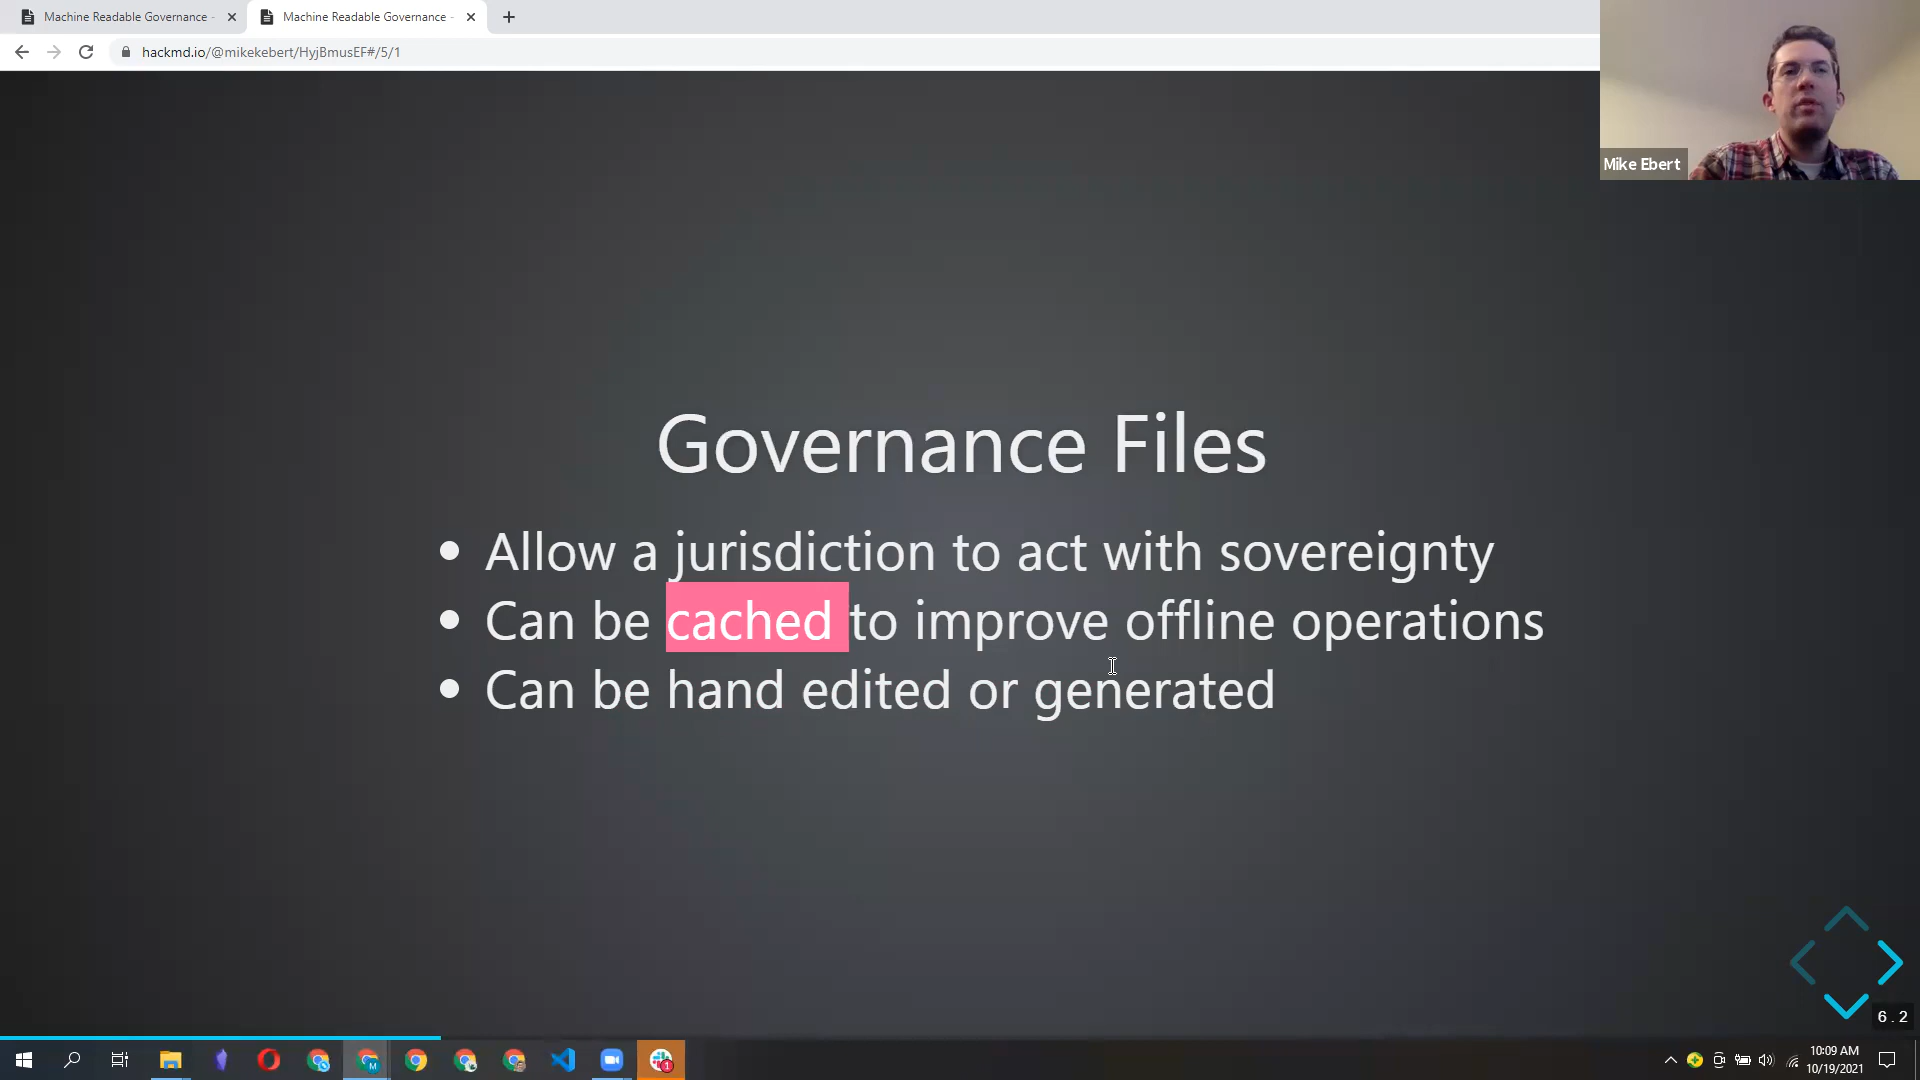 Machine Readable Governance -
Machine Readable Governance -
hackmd.io/@mikekebert/HyjBmusEF#/5/1
Mike Ebert
Governance Files
• Allow a jurisdiction to act with sovereignty
• Can be cached to improve offline operations
• Can be hand edited or generated
6.2
M
1
10:09 AM
10/19/2021